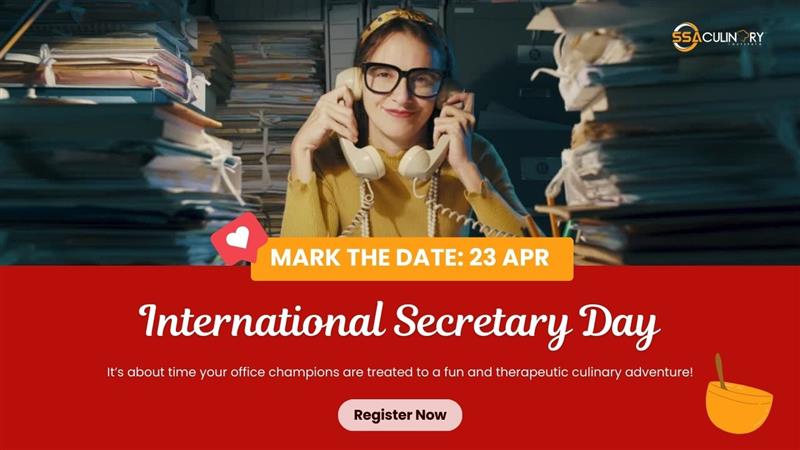 SSA CULINARY
INSTITUTE
MARK THE DATE: 23 APR
International Secretary Day
It's about time your office champions are treated to a fun and therapeutic culinary adventure!
Register Now